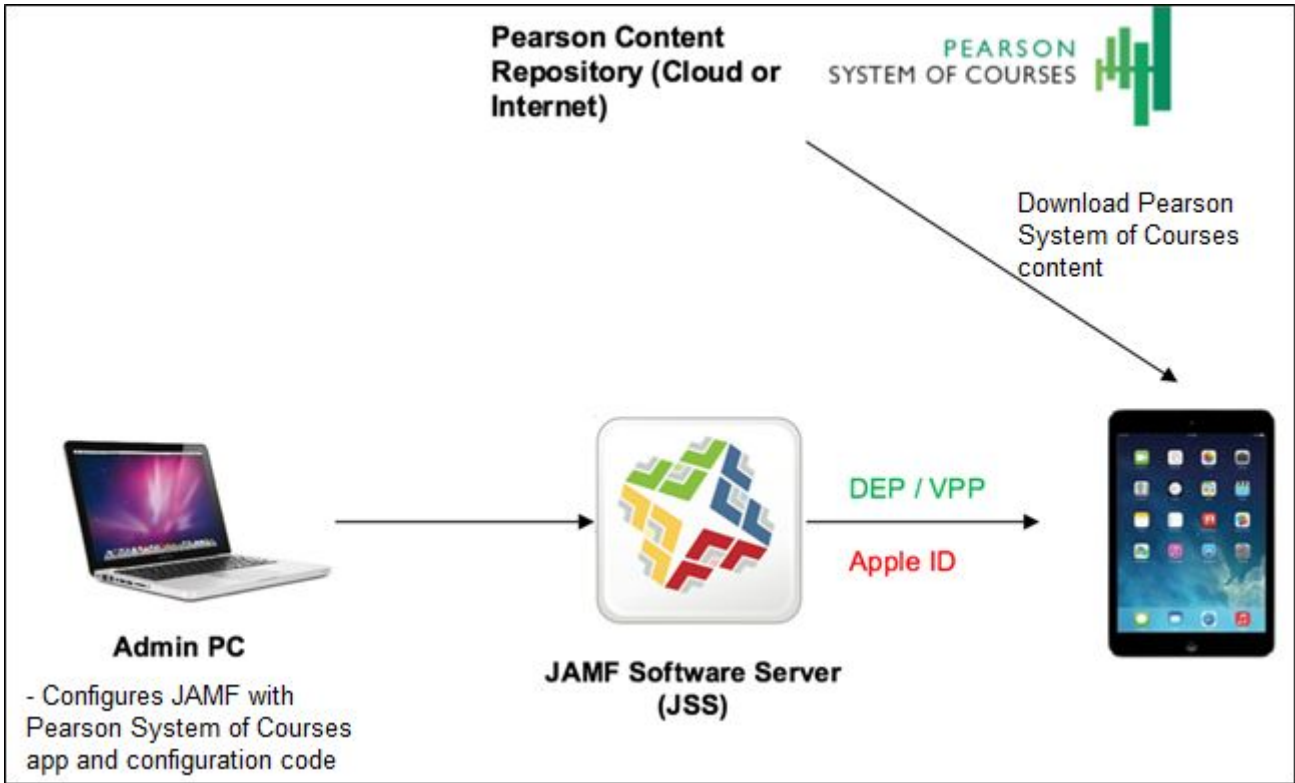 Pearson Content
Repository (Cloud or
Internet)
PEARSON
SYSTEM OF COURSES
Download Pearson
System of Courses
content
DEP / VPP
Apple ID
Admin PC
- Configures JAMF with
Pearson System of Courses
app and configuration code
JAMF Software Server
(JSS)